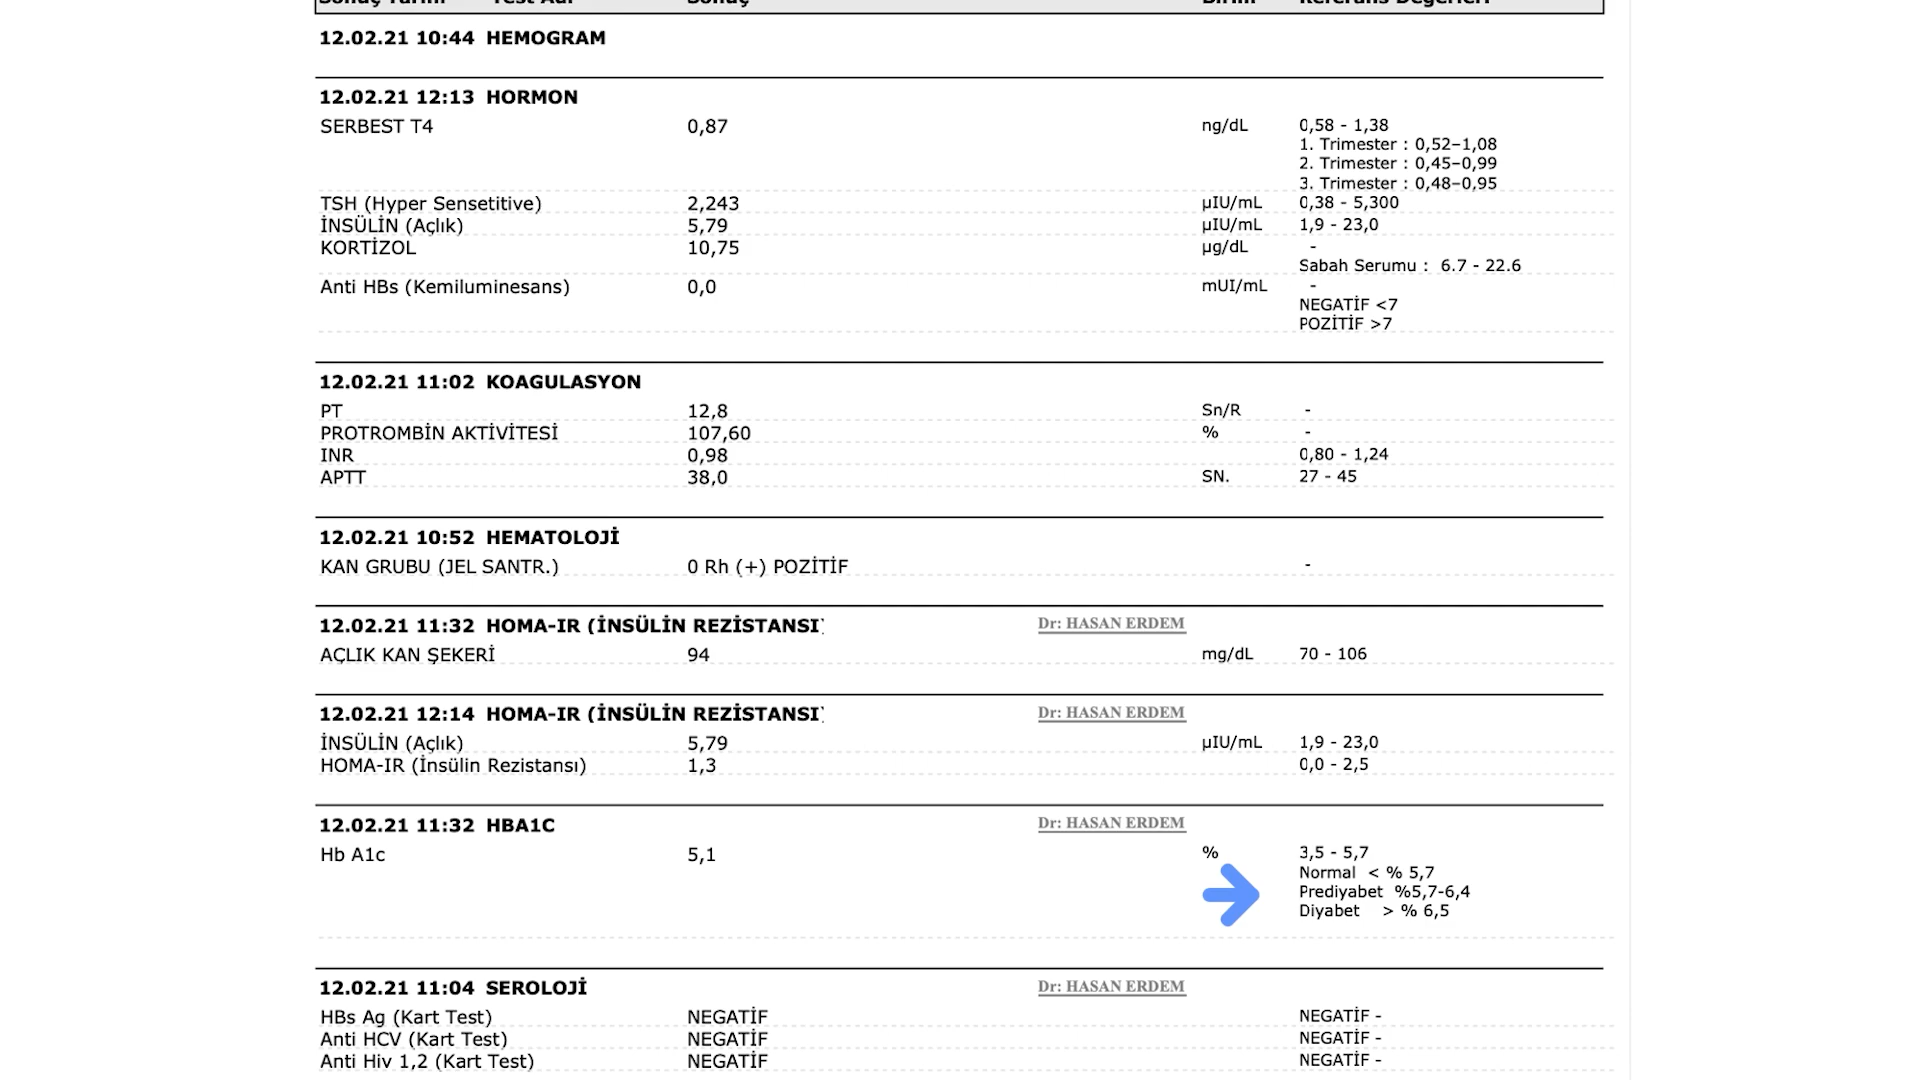 Sonuç Tarihi Test Adı Sonuç Birim Referans Değerleri
12.02.21 10:44 HEMOGRAM
12.02.21 12:13 HORMON
SERBEST T4 0,87 ng/dL 0,58 - 1,38
1. Trimester : 0,52–1,08
2. Trimester : 0,45–0,99
3. Trimester : 0,48–0,95
TSH (Hyper Sensetitive) 2,243 µIU/mL 0,38 - 5,300
İNSÜLİN (Açlık) 5,79 µIU/mL 1,9 - 23,0
KORTİZOL 10,75 µg/dL -
Sabah Serumu : 6.7 - 22.6
Anti HBs (Kemiluminesans) 0,0 mUI/mL -
NEGATİF <7
POZİTİF >7
12.02.21 11:02 KOAGULASYON
PT 12,8 Sn/R -
PROTROMBİN AKTİVİTESİ 107,60 % -
INR 0,98 0,80 - 1,24
APTT 38,0 SN. 27 - 45
12.02.21 10:52 HEMATOLOJİ
KAN GRUBU (JEL SANTR.) 0 Rh (+) POZİTİF -
12.02.21 11:32 HOMA-IR (İNSÜLİN REZİSTANSI) Dr: HASAN ERDEM
AÇLIK KAN ŞEKERİ 94 mg/dL 70 - 106
12.02.21 12:14 HOMA-IR (İNSÜLİN REZİSTANSI) Dr: HASAN ERDEM
İNSÜLİN (Açlık) 5,79 µIU/mL 1,9 - 23,0
HOMA-IR (İnsülin Rezistansı) 1,3 0,0 - 2,5
12.02.21 11:32 HBA1C Dr: HASAN ERDEM
Hb A1c 5,1 % 3,5 - 5,7
Normal < % 5,7
Prediyabet %5,7-6,4
Diyabet > % 6,5
12.02.21 11:04 SEROLOJİ Dr: HASAN ERDEM
HBs Ag (Kart Test) NEGATİF NEGATİF -
Anti HCV (Kart Test) NEGATİF NEGATİF -
Anti Hiv 1,2 (Kart Test) NEGATİF NEGATİF -